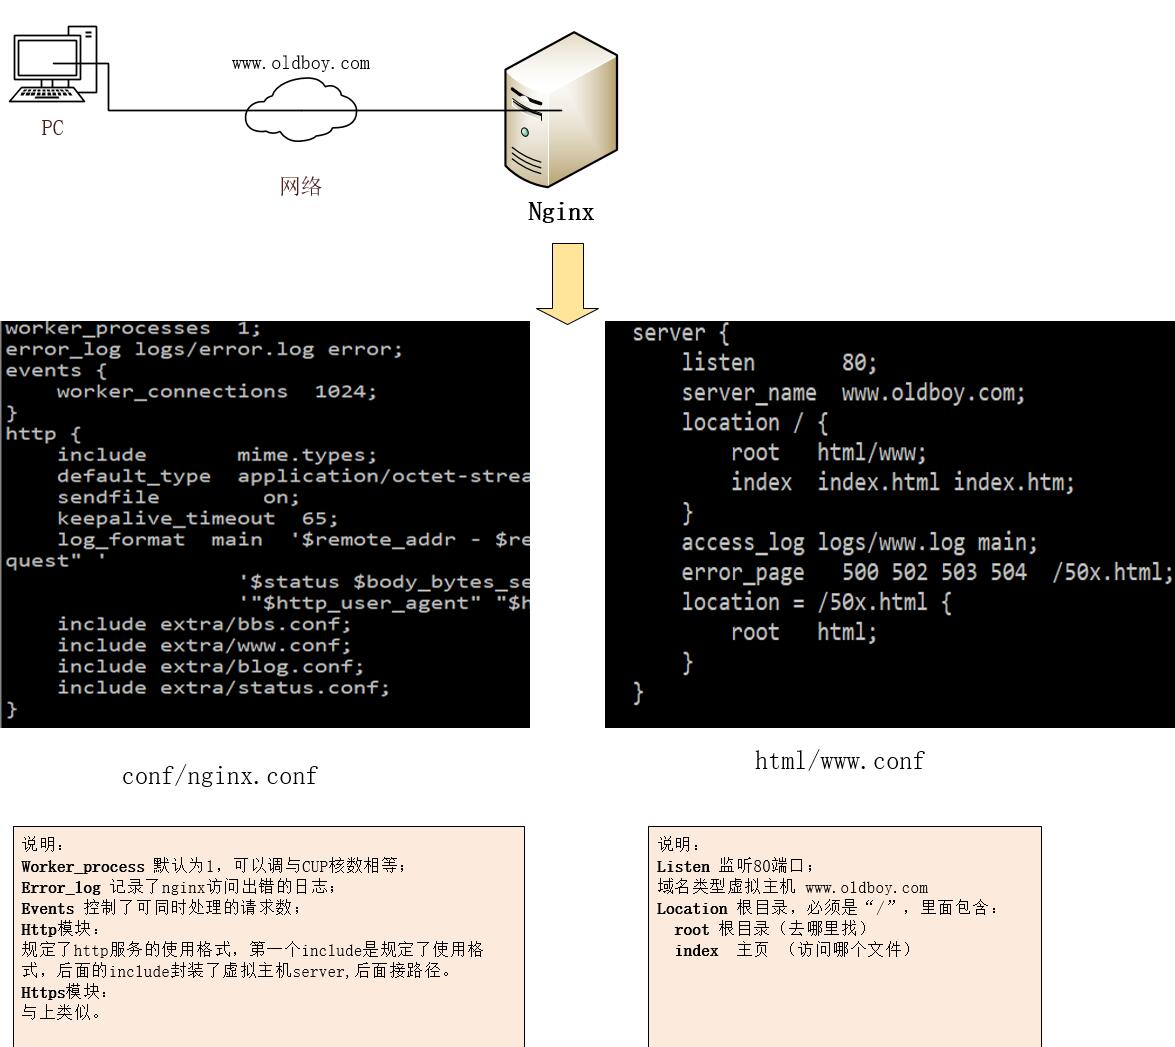 www.oldboy.com
PC
网络
Nginx
worker_processes  1;
error_log logs/error.log error;
events {
    worker_connections  1024;
}
http {
    include       mime.types;
    default_type  application/octet-strea
    sendfile        on;
    keepalive_timeout  65;
    log_format  main  '$remote_addr - $re
quest" '
                  '$status $body_bytes_se
                  '"$http_user_agent" "$h
    include extra/bbs.conf;
    include extra/www.conf;
    include extra/blog.conf;
    include extra/status.conf;
}
conf/nginx.conf
server {
    listen       80;
    server_name  www.oldboy.com;
    location / {
        root   html/www;
        index  index.html index.htm;
    }
    access_log logs/www.log main;
    error_page   500 502 503 504  /50x.html;
    location = /50x.html {
        root   html;
    }
}
html/www.conf
说明：
Worker_process 默认为1，可以调与CUP核数相等；
Error_log 记录了nginx访问出错的日志；
Events 控制了可同时处理的请求数；
Http模块：
规定了http服务的使用格式，第一个include是规定了使用格
式，后面的include封装了虚拟主机server,后面接路径。
Https模块：
与上类似。
说明：
Listen 监听80端口；
域名类型虚拟主机 www.oldboy.com
Location 根目录，必须是“/”，里面包含：
root 根目录（去哪里找）
index  主页 （访问哪个文件）